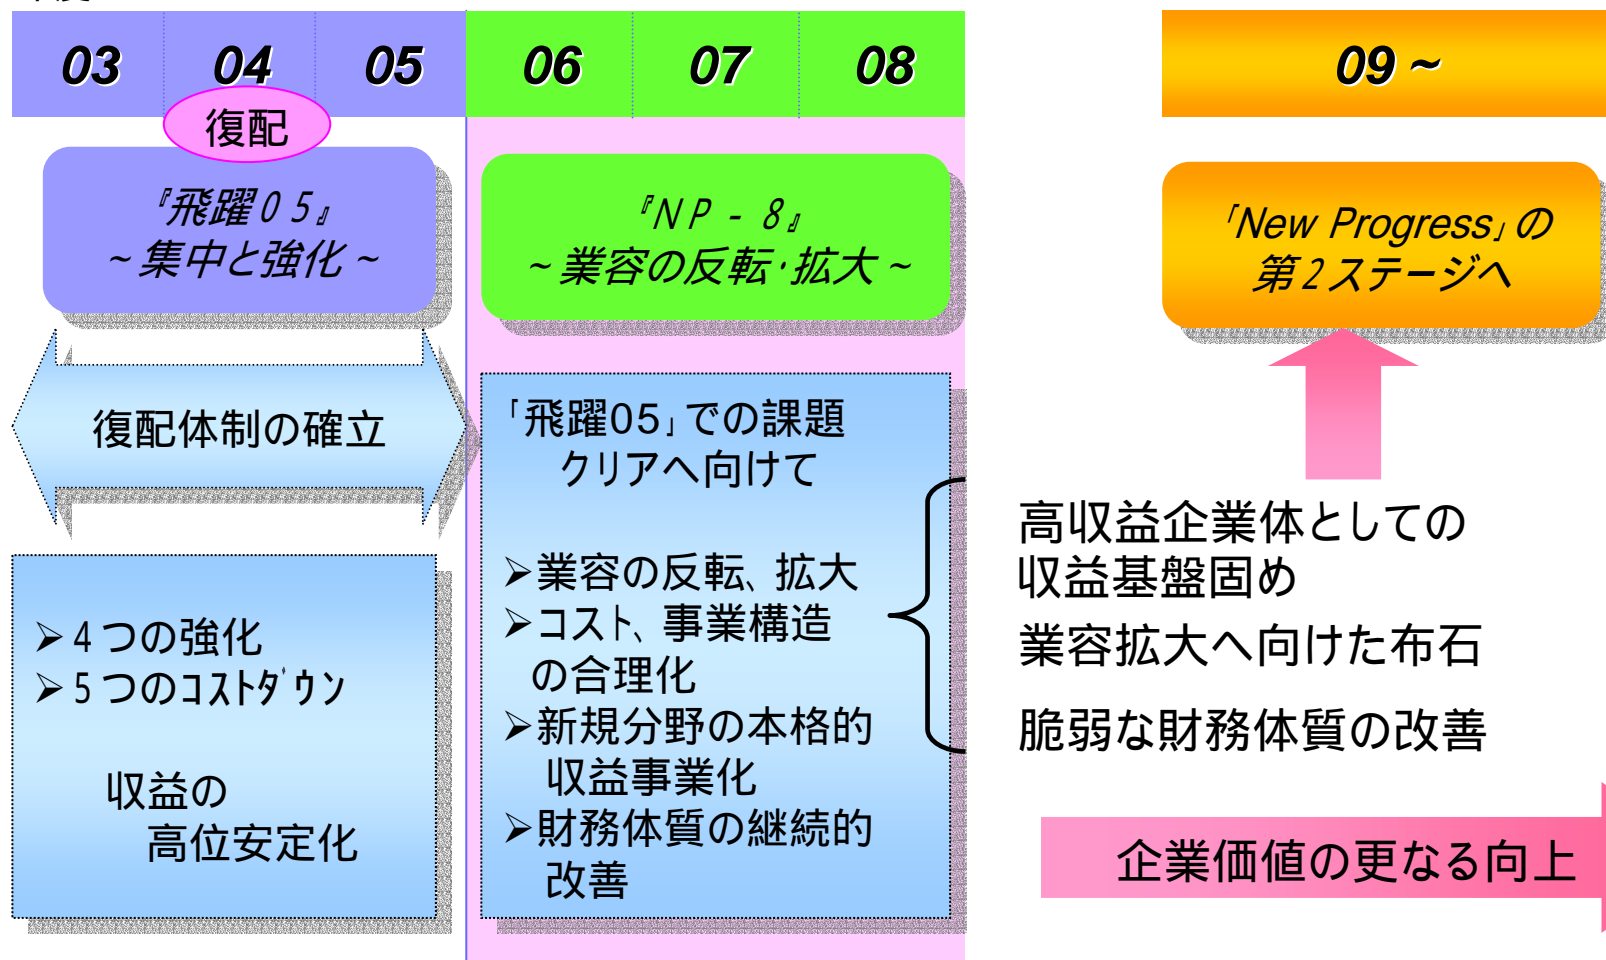 03 04 05 06 07 08 09~
復配
『飛躍05』
~集中と強化~
『NP-8』
~業容の反転・拡大~
「New Progress」の
第2ステージへ
復配体制の確立
➢4つの強化
➢5つのコストダウン
収益の
高位安定化
「飛躍05」での課題
クリアへ向けて
➢業容の反転、拡大
➢コスト、事業構造
の合理化
➢新規分野の本格的
収益事業化
➢財務体質の継続的
改善
高収益企業体としての
収益基盤固め
業容拡大へ向けた布石
脆弱な財務体質の改善
企業価値の更なる向上